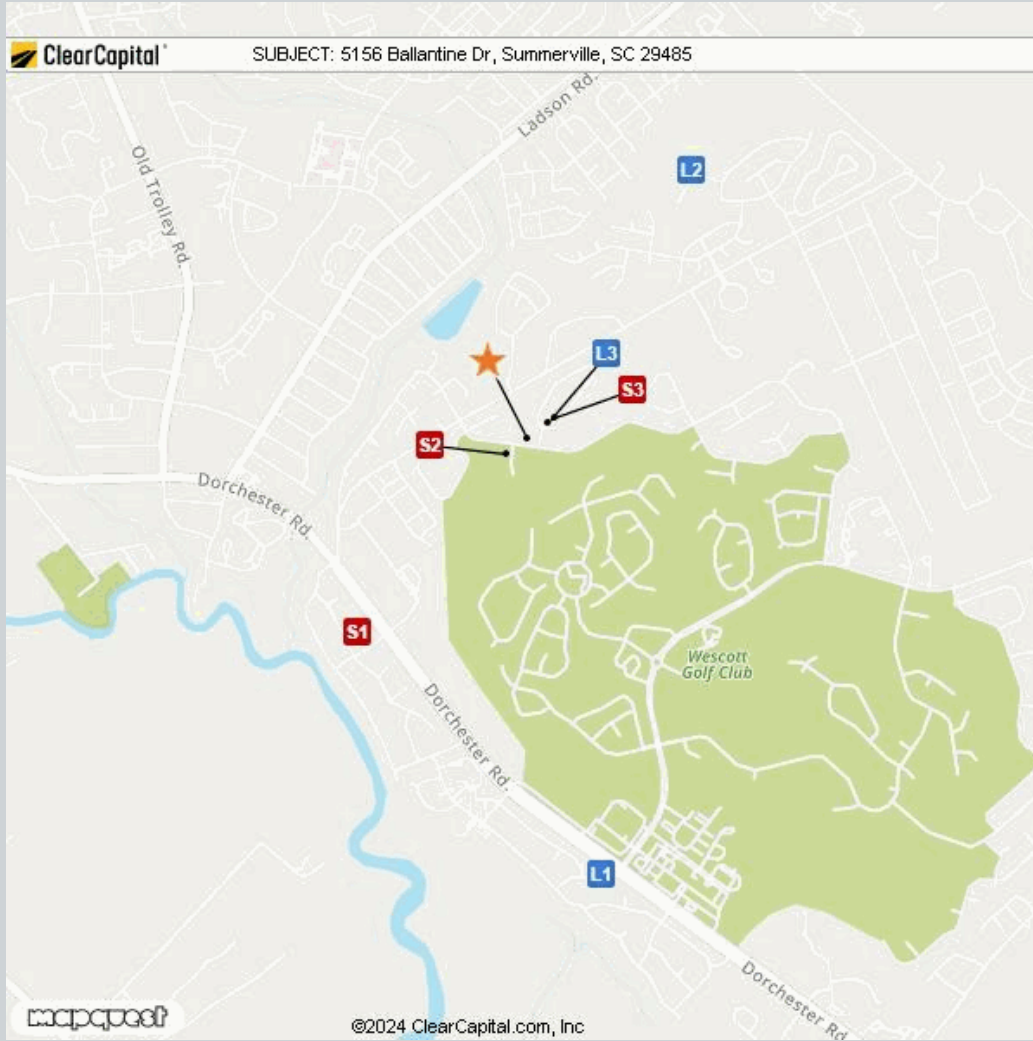 ClearCapital
SUBJECT: 5156 Ballantine Dr, Summerville, SC 29485
Ladson Rd.
Old Trolley Rd.
L2
L3
S3
S2
Dorchester Rd.
S1
Wescott
Golf Club
Dorchester Rd.
L1
Dorchester Rd.
mapquest
©2024 ClearCapital.com, Inc